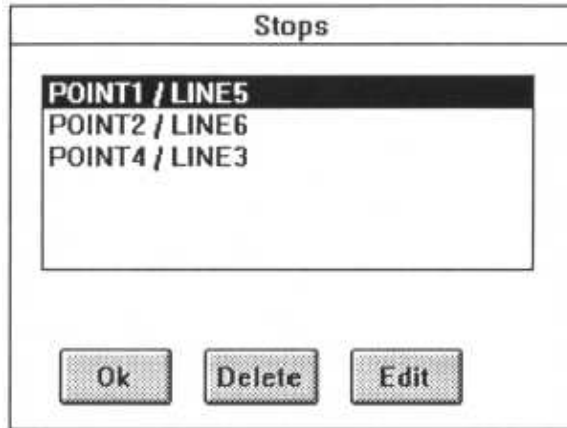 Stops
POINT1 / LINE5
POINT2 / LINE6
POINT4 / LINE3
Ok Delete Edit